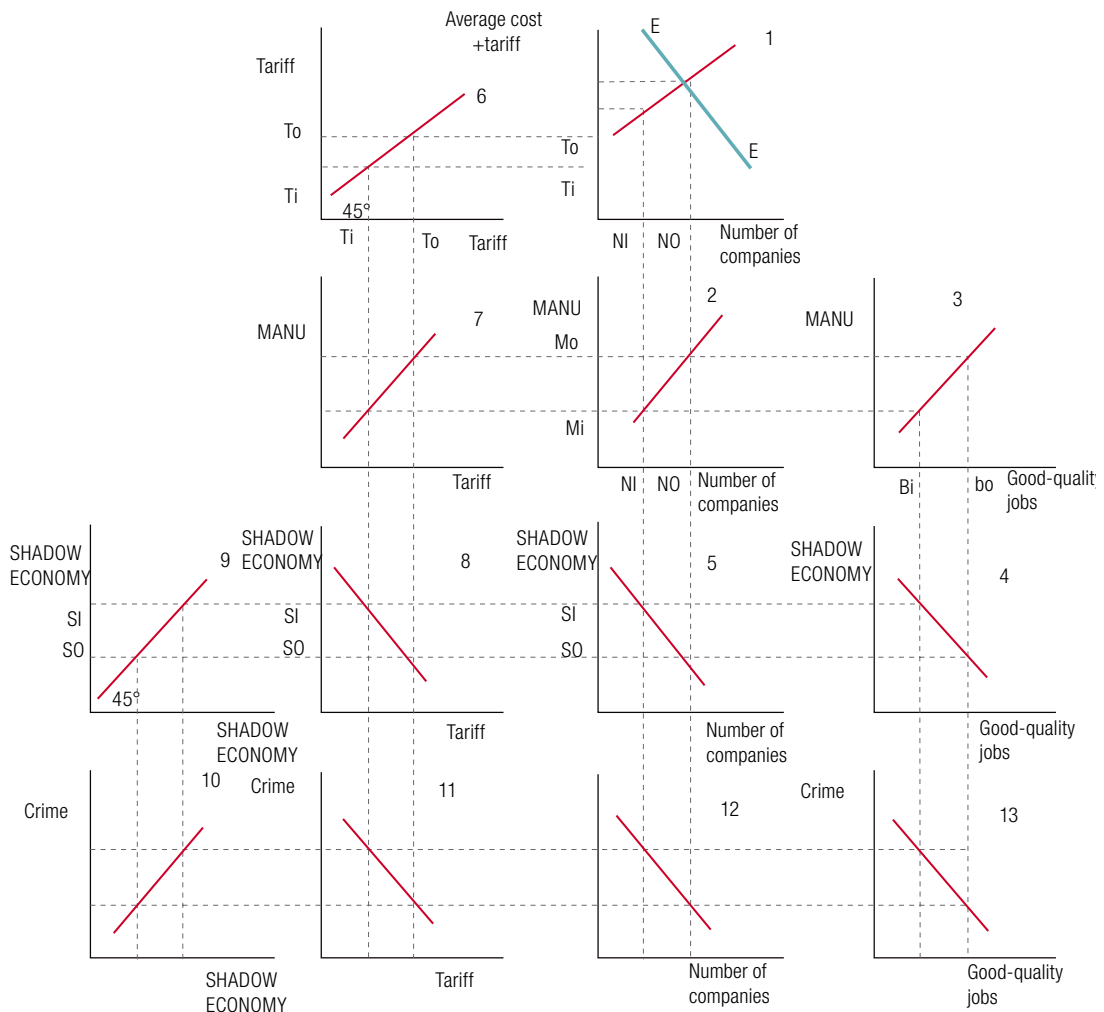 Average cost
+tariff
Tariff
6
To
Ti
45°
Ti
To
Tariff
E
1
To
Ti
E
NI
NO
Number of
companies
MANU
7
Tariff
MANU
2
Mo
Mi
NI
NO
Number of
companies
MANU
3
Bi
bo
Good-quality
jobs
SHADOW
ECONOMY
9
SI
SO
45°
SHADOW
ECONOMY
SHADOW
ECONOMY
8
SI
SO
Tariff
SHADOW
ECONOMY
5
SI
SO
Number of
companies
SHADOW
ECONOMY
4
Good-quality
jobs
Crime
10
SHADOW
ECONOMY
Crime
11
Tariff
12
Number of
companies
Crime
13
Good-quality
jobs